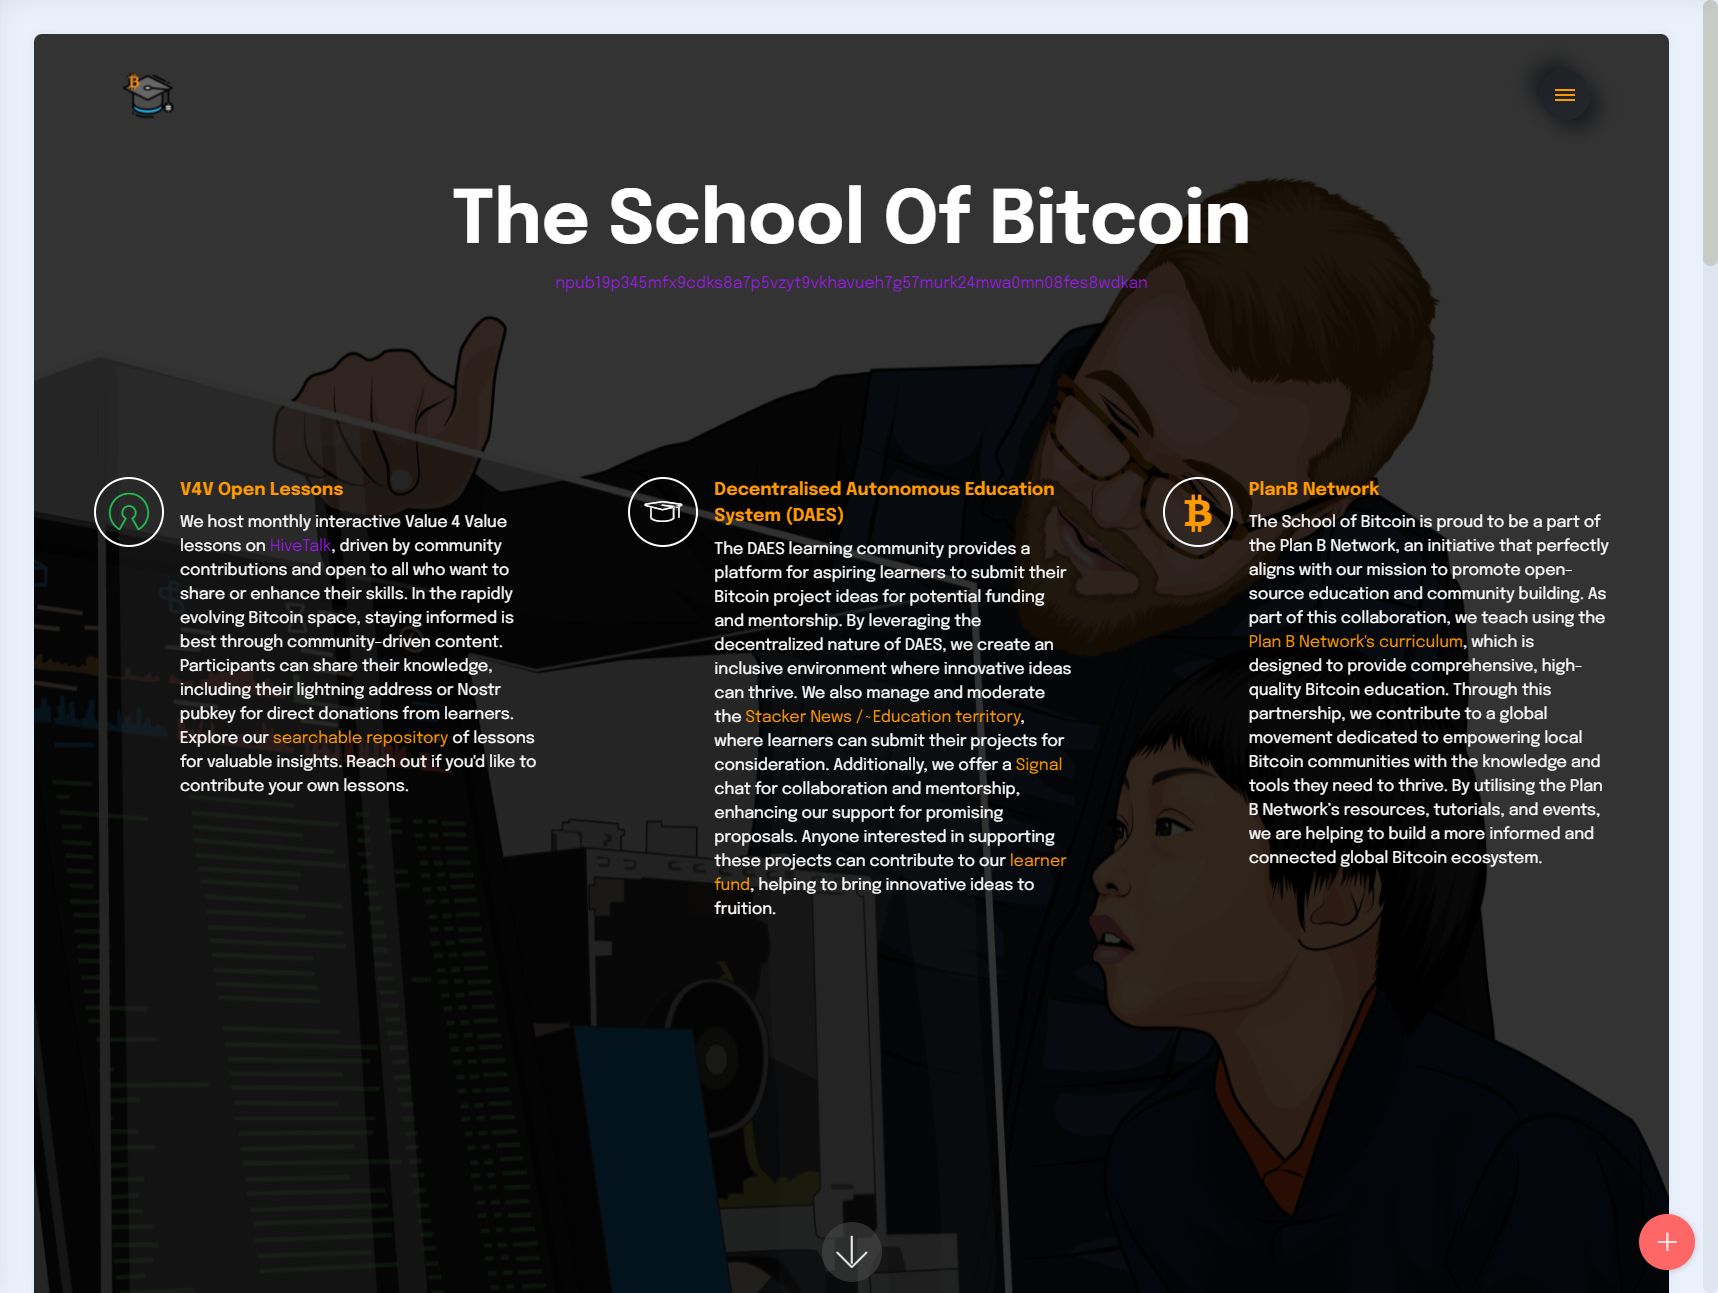 The School Of Bitcoin
npub19p345mfx9cdks8a7p5vzyt9vkhavueh7g57murk24mwa0mn08fes8wdkan
V4V Open Lessons
We host monthly interactive Value 4 Value
lessons on HiveTalk, driven by community
contributions and open to all who want to
share or enhance their skills. In the rapidly
evolving Bitcoin space, staying informed is
best through community-driven content.
Participants can share their knowledge,
including their lightning address or Nostr
pubkey for direct donations from learners.
Explore our searchable repository of lessons
for valuable insights. Reach out if you'd like to
contribute your own lessons.
Decentralised Autonomous Education
System (DAES)
The DAES learning community provides a
platform for aspiring learners to submit their
Bitcoin project ideas for potential funding
and mentorship. By leveraging the
decentralized nature of DAES, we create an
inclusive environment where innovative ideas
can thrive. We also manage and moderate
the Stacker News /~Education territory,
where learners can submit their projects for
consideration. Additionally, we offer a Signal
chat for collaboration and mentorship,
enhancing our support for promising
proposals. Anyone interested in supporting
these projects can contribute to our learner
fund, helping to bring innovative ideas to
fruition.
PlanB Network
The School of Bitcoin is proud to be a part of
the Plan B Network, an initiative that perfectly
aligns with our mission to promote open-
source education and community building. As
part of this collaboration, we teach using the
Plan B Network's curriculum, which is
designed to provide comprehensive, high-
quality Bitcoin education. Through this
partnership, we contribute to a global
movement dedicated to empowering local
Bitcoin communities with the knowledge and
tools they need to thrive. By utilising the Plan
B Network’s resources, tutorials, and events,
we are helping to build a more informed and
connected global Bitcoin ecosystem.